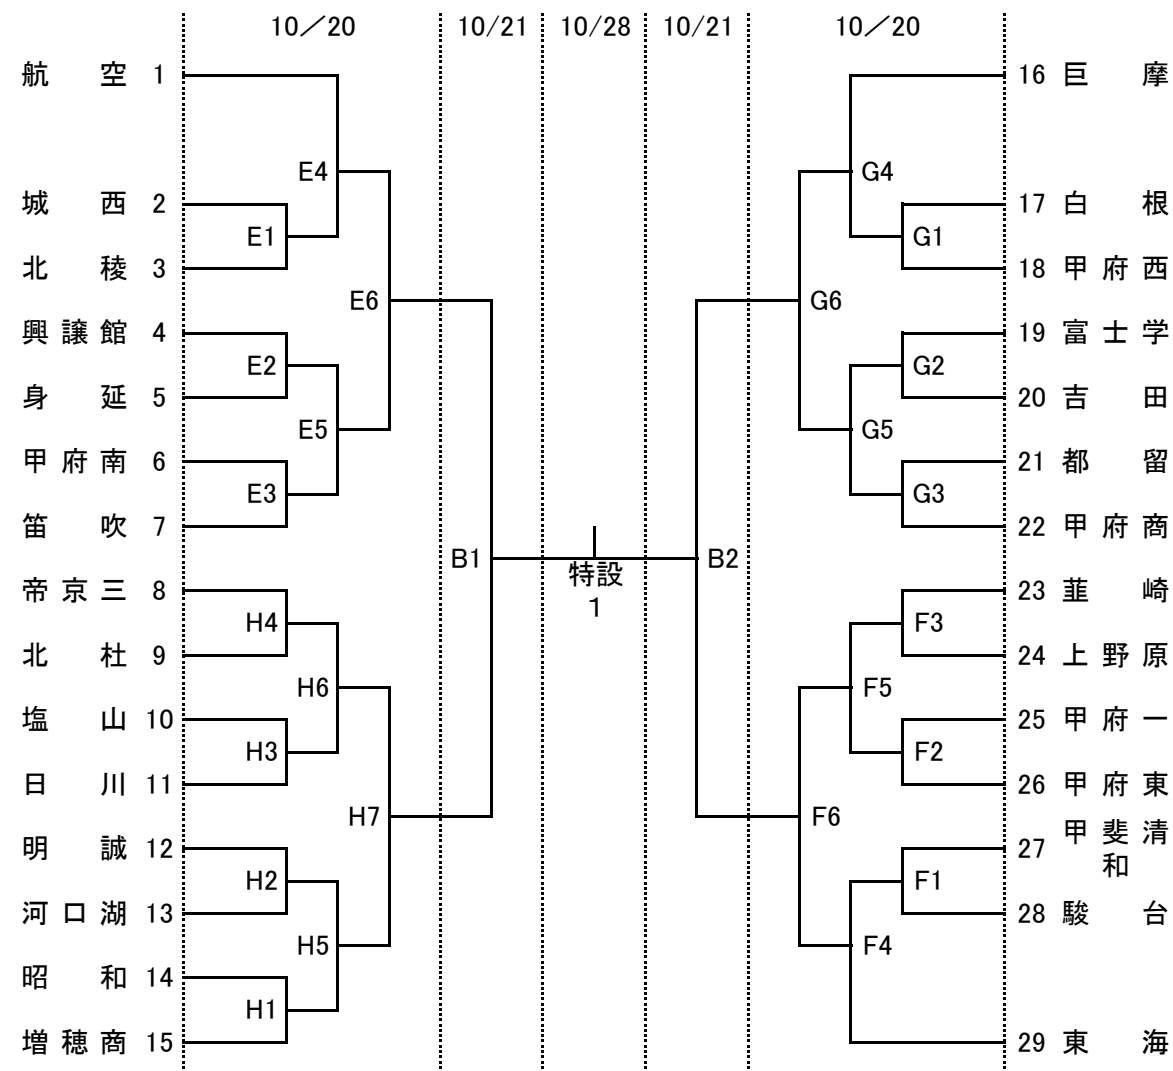 10/20 10/21 10/28 10/21 10/20
航空 1
16 巨摩
E4 G4
城西 2
17 白根
E1 G1
北稜 3
18 甲府西
E6 G6
興譲館 4
19 富士学
E2 G2
身延 5
20 吉田
E5 G5
甲府南 6
21 都留
E3 G3
笛吹 7
22 甲府商
B1 B2
特設
1
帝京三 8
23 韮崎
H4 F3
北杜 9
24 上野原
H6 F5
塩山 10
25 甲府一
H3 F2
日川 11
26 甲府東
H7 F6
明誠 12
27 甲斐清
和
H2 F1
河口湖 13
28 駿台
H5 F4
昭和 14
H1
増穂商 15
29 東海